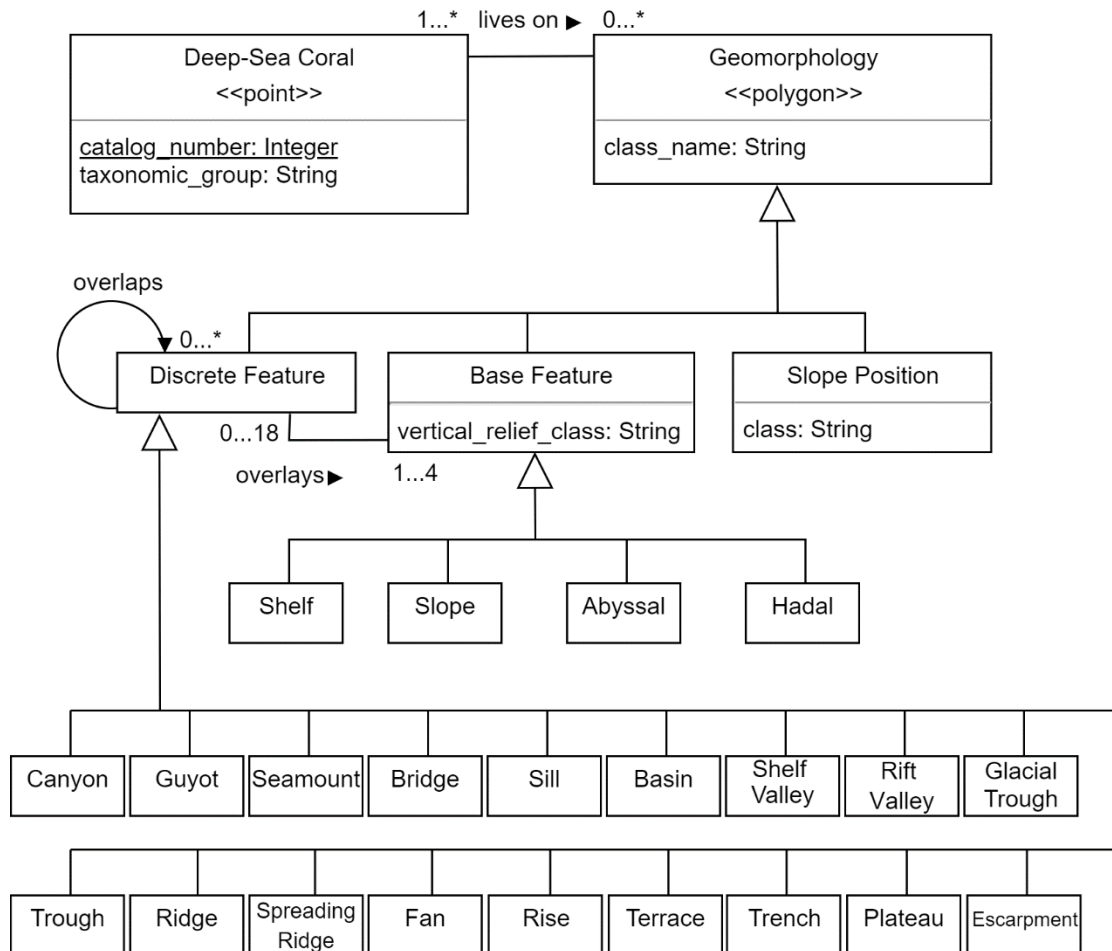 1...* lives on ► 0...*
Deep-Sea Coral
<<point>>
catalog_number: Integer
taxonomic_group: String
Geomorphology
<<polygon>>
class_name: String
overlaps
0...*
Discrete Feature
Base Feature
vertical_relief_class: String
Slope Position
class: String
0...18
overlays ►
1...4
Shelf
Slope
Abyssal
Hadal
Canyon
Guyot
Seamount
Bridge
Sill
Basin
Shelf
Valley
Rift
Valley
Glacial
Trough
Trough
Ridge
Spreading
Ridge
Fan
Rise
Terrace
Trench
Plateau
Escarpment